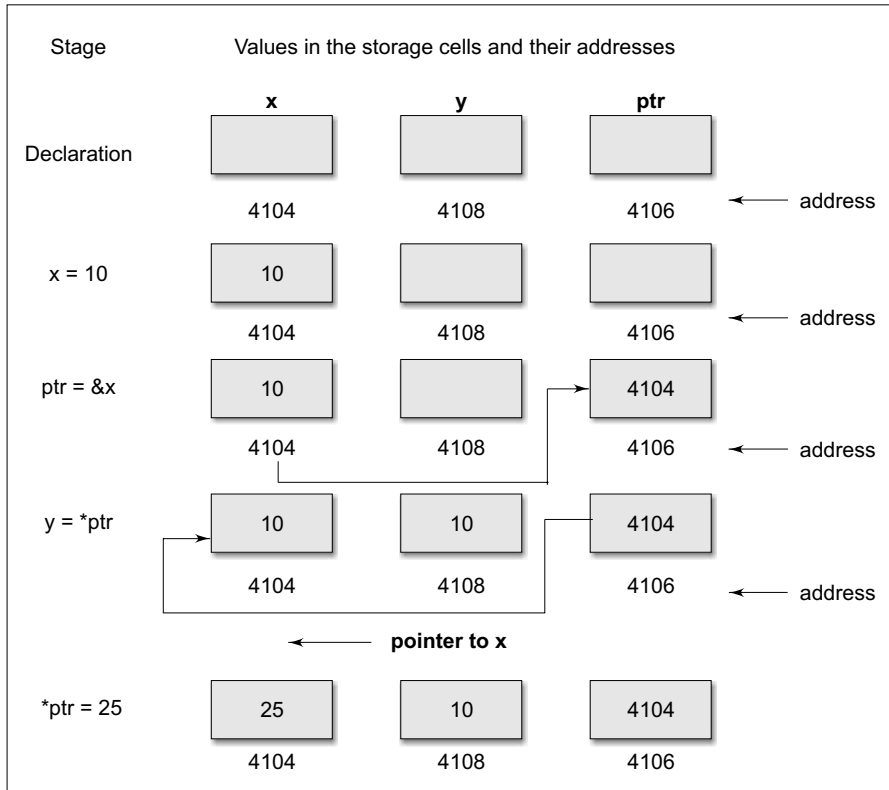 Stage Values in the storage cells and their addresses
x y ptr
Declaration
4104 4108 4106 address
x = 10 10
4104 4108 4106 address
ptr = &x 10 4104
4104 4108 4106 address
y = *ptr 10 10 4104
4104 4108 4106 address
pointer to x
*ptr = 25 25 10 4104
4104 4108 4106